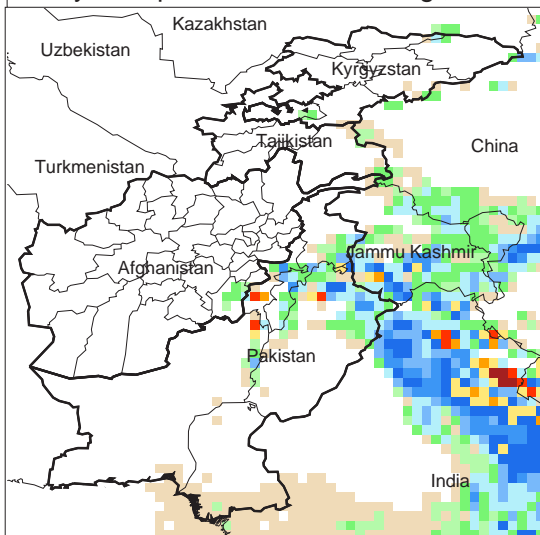 Kazakhstan
Uzbekistan
Kyrgyzstan
Tajikistan
China
Turkmenistan
Jammu Kashmir
Afghanistan
Pakistan
India